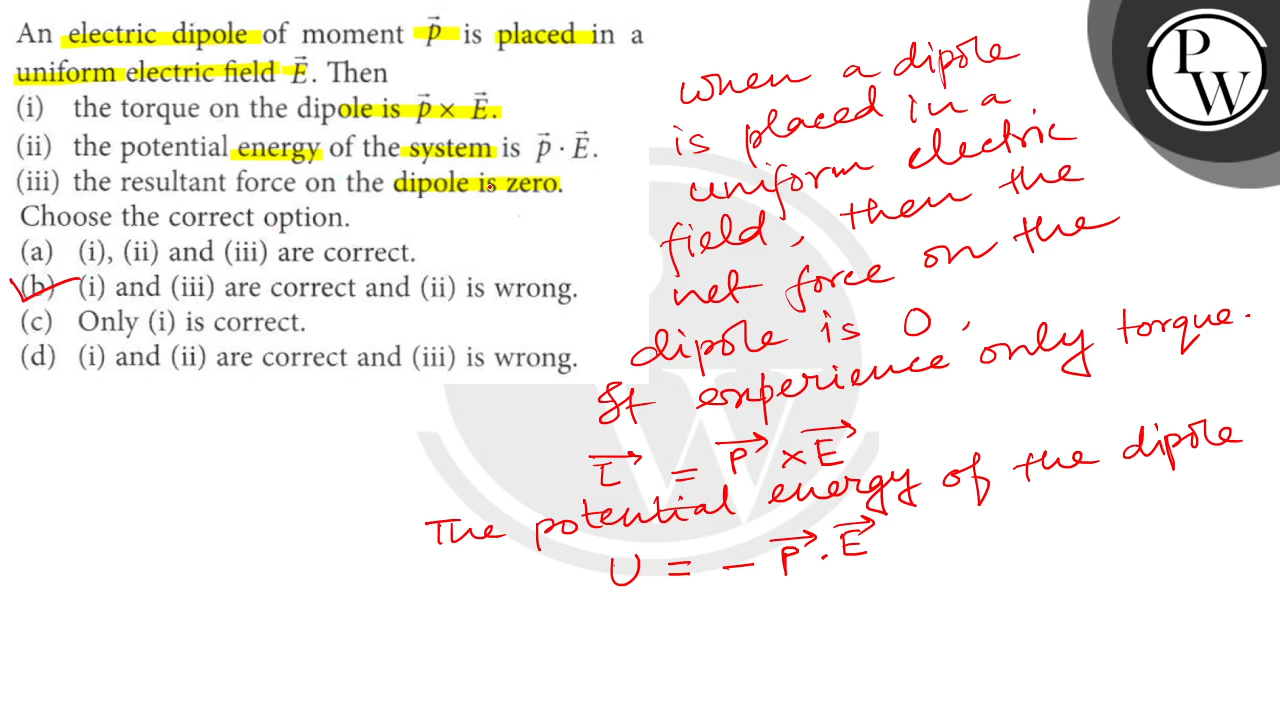 An electric dipole of moment p⃗ is placed in a
uniform electric field E⃗. Then
(i) the torque on the dipole is p⃗ × E⃗.
(ii) the potential energy of the system is p⃗ · E⃗.
(iii) the resultant force on the dipole is zero.
Choose the correct option.
(a) (i), (ii) and (iii) are correct.
(b) (i) and (iii) are correct and (ii) is wrong.
(c) Only (i) is correct.
(d) (i) and (ii) are correct and (iii) is wrong.
when a dipole
is placed in a
uniform electric
field, then the
net force on the
dipole is 0.
It experience only torque.
τ⃗ = P⃗ × E⃗
The potential energy of the dipole
U = − P⃗ . E⃗
P
W